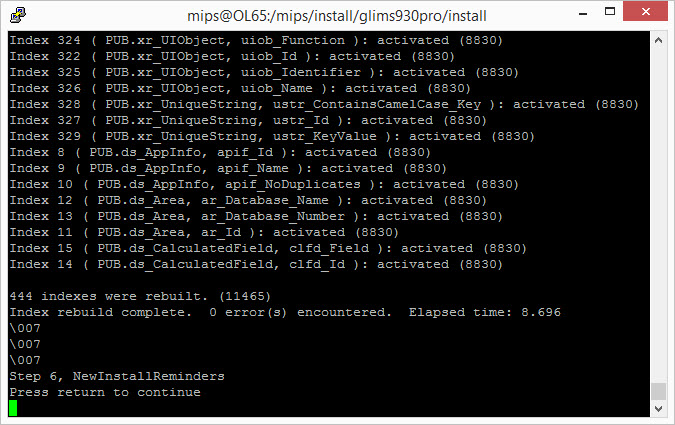 mips@OL65:/mips/install/glims930pro/install
Index 324 ( PUB.xr_UIObject, uiob_Function ): activated (8830)
Index 322 ( PUB.xr_UIObject, uiob_Id ): activated (8830)
Index 325 ( PUB.xr_UIObject, uiob_Identifier ): activated (8830)
Index 326 ( PUB.xr_UIObject, uiob_Name ): activated (8830)
Index 328 ( PUB.xr_UniqueString, ustr_ContainsCamelCase_Key ): activated (8830)
Index 327 ( PUB.xr_UniqueString, ustr_Id ): activated (8830)
Index 329 ( PUB.xr_UniqueString, ustr_KeyValue ): activated (8830)
Index 8 ( PUB.ds_AppInfo, apif_Id ): activated (8830)
Index 9 ( PUB.ds_AppInfo, apif_Name ): activated (8830)
Index 10 ( PUB.ds_AppInfo, apif_NoDuplicates ): activated (8830)
Index 12 ( PUB.ds_Area, ar_Database_Name ): activated (8830)
Index 13 ( PUB.ds_Area, ar_Database_Number ): activated (8830)
Index 11 ( PUB.ds_Area, ar_Id ): activated (8830)
Index 15 ( PUB.ds_CalculatedField, clfd_Field ): activated (8830)
Index 14 ( PUB.ds_CalculatedField, clfd_Id ): activated (8830)
444 indexes were rebuilt. (11465)
Index rebuild complete.  0 error(s) encountered.  Elapsed time: 8.696
\007
\007
\007
Step 6, NewInstallReminders
Press return to continue